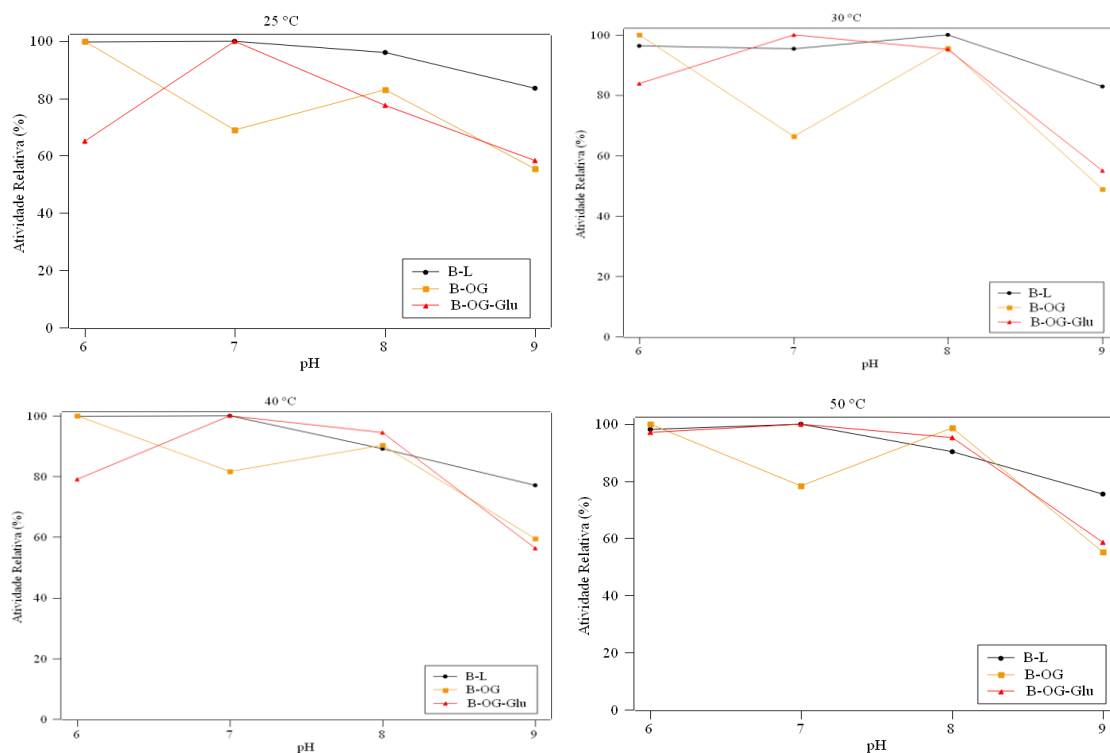 25 °C
Atividade Relativa (%)
100
80
60
40
20
0
6 7 8 9
pH
B-L
B-OG
B-OG-Glu
30 °C
Atividade Relativa (%)
100
80
60
40
20
0
6 7 8 9
pH
B-L
B-OG
B-OG-Glu
40 °C
Atividade Relativa (%)
100
80
60
40
20
0
6 7 8 9
pH
B-L
B-OG
B-OG-Glu
50 °C
Atividade Relativa (%)
100
80
60
40
20
0
6 7 8 9
pH
B-L
B-OG
B-OG-Glu